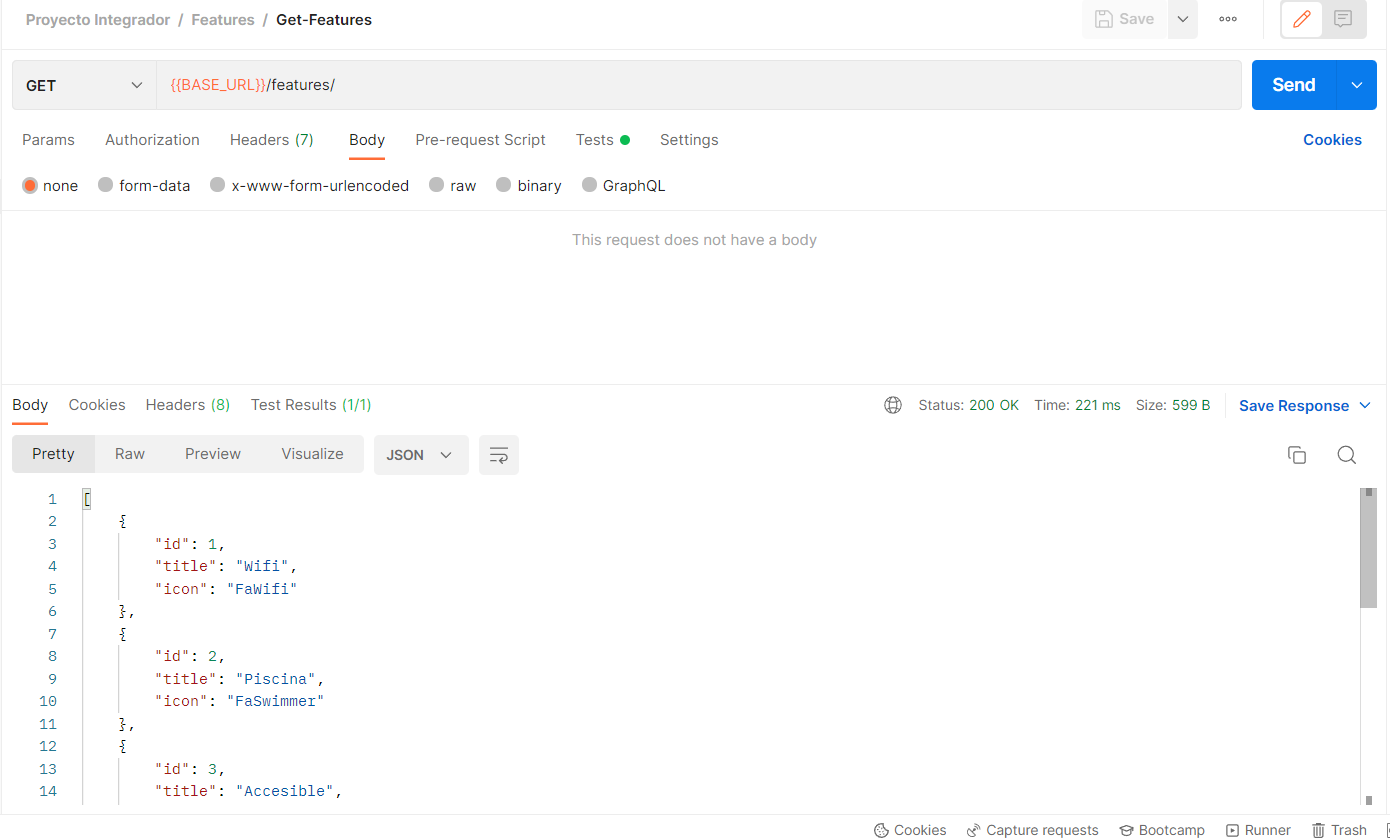 Proyecto Integrador / Features / Get-Features
Save
GET
{{BASE_URL}}/features/
Send
Params Authorization Headers (7) Body Pre-request Script Tests Settings
Cookies
none form-data x-www-form-urlencoded raw binary GraphQL
This request does not have a body
Body Cookies Headers (8) Test Results (1/1)
Status: 200 OK Time: 221 ms Size: 599 B Save Response
Pretty Raw Preview Visualize JSON
1 [
2 {
3 "id": 1,
4 "title": "Wifi",
5 "icon": "FaWifi"
6 },
7 {
8 "id": 2,
9 "title": "Piscina",
10 "icon": "FaSwimmer"
11 },
12 {
13 "id": 3,
14 "title": "Accesible",
Cookies Capture requests Bootcamp Runner Trash